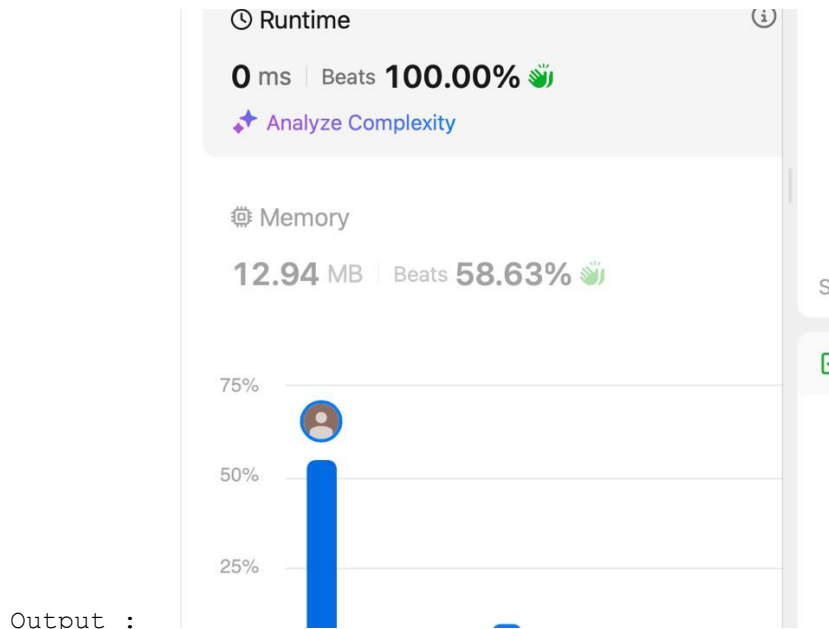 Runtime
0 ms Beats 100.00%
Analyze Complexity
Memory
12.94 MB Beats 58.63%
S
75%
50%
25%
Output :